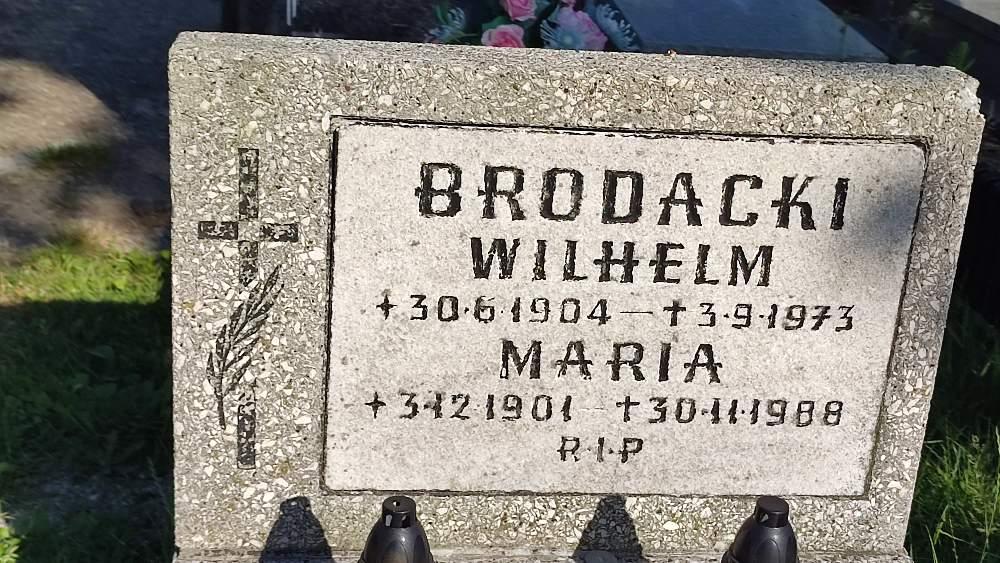 BRODACKI
WILHELM
+30·6·1904 — †3·9·1973
MARIA
+3·12·1901 — †30·11·1988
R·I·P